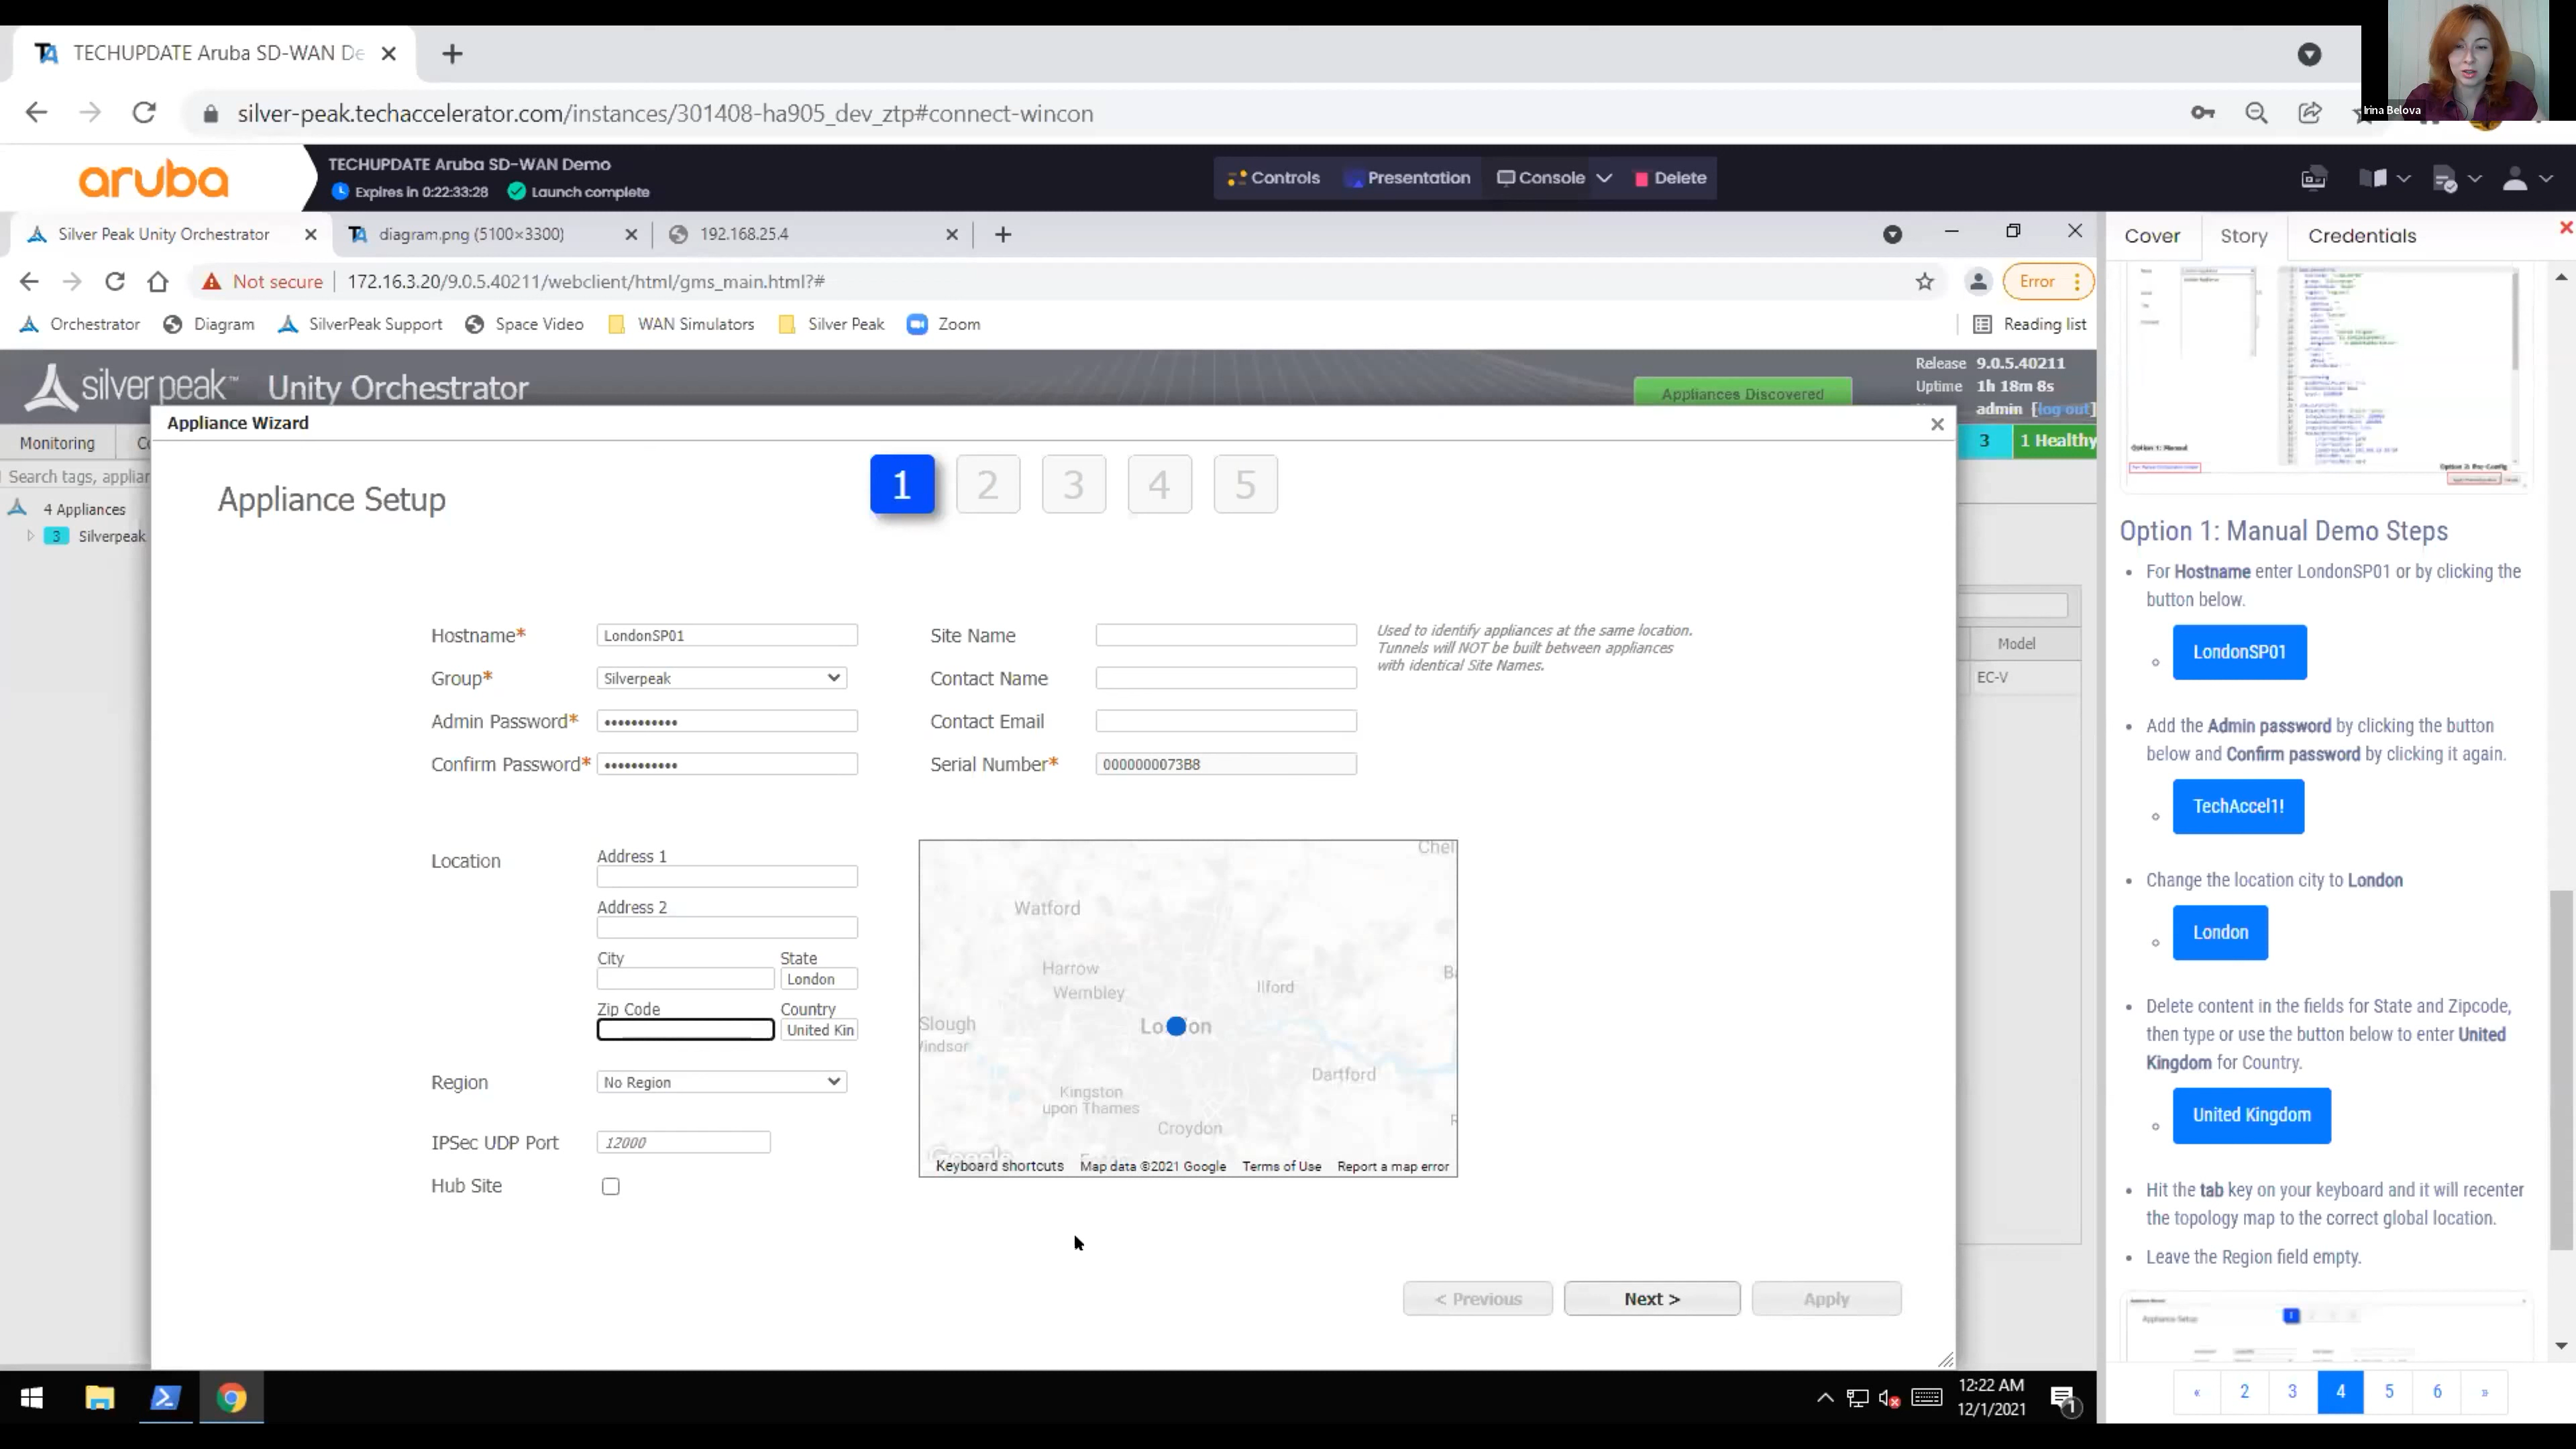 TECHUPDATE Aruba SD-WAN De
silver-peak.techaccelerator.com/instances/301408-ha905_dev_ztp#connect-wincon
Irina Belova
aruba
TECHUPDATE Aruba SD-WAN Demo
Expires in 0:22:33:28
Launch complete
Controls
Presentation
Console
Delete
Silver Peak Unity Orchestrator
diagram.png (5100×3300)
192.168.25.4
Not secure
172.16.3.20/9.0.5.40211/webclient/html/gms_main.html?#
Error
Orchestrator
Diagram
SilverPeak Support
Space Video
WAN Simulators
Silver Peak
Zoom
Reading list
silver peak™
Unity Orchestrator
Appliances Discovered
Release 9.0.5.40211
Uptime 1h 18m 8s
admin [log out]
Monitoring
3
1 Healthy
Search tags, applian
4 Appliances
3 Silverpeak
Model
EC-V
Appliance Wizard
Appliance Setup
1
2
3
4
5
Hostname*
LondonSP01
Group*
Silverpeak
Admin Password*
•••••••••••
Confirm Password*
•••••••••••
Site Name
Used to identify appliances at the same location.
Tunnels will NOT be built between appliances
with identical Site Names.
Contact Name
Contact Email
Serial Number*
0000000073B8
Location
Address 1
Address 2
City
State
London
Zip Code
Country
United Kin
Region
No Region
IPSec UDP Port
12000
Hub Site
Chel
Watford
Harrow
Wembley
Ilford
Slough
Kingston
upon Thames
Dartford
Croydon
Google
Keyboard shortcuts
Map data ©2021 Google
Terms of Use
Report a map error
< Previous
Next >
Apply
12:22 AM
12/1/2021
1
Cover
Story
Credentials
Option 1: Manual
Option 2: Pre-Config
Option 1: Manual Demo Steps
For Hostname enter LondonSP01 or by clicking the
button below.
LondonSP01
Add the Admin password by clicking the button
below and Confirm password by clicking it again.
TechAccel1!
Change the location city to London
London
Delete content in the fields for State and Zipcode,
then type or use the button below to enter United
Kingdom for Country.
United Kingdom
Hit the tab key on your keyboard and it will recenter
the topology map to the correct global location.
Leave the Region field empty.
Appliance Setup
« 2 3 4 5 6 »